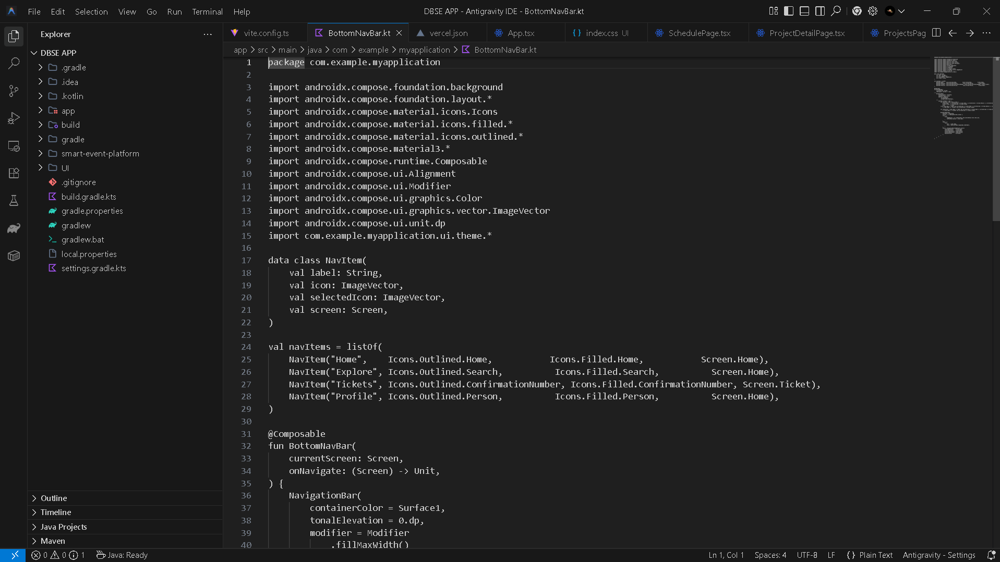 File Edit Selection View Go Run Terminal Help
DBSE APP - Antigravity IDE - BottomNavBar.kt
Explorer
DBSE APP
.gradle
.idea
.kotlin
app
build
gradle
smart-event-platform
UI
.gitignore
build.gradle.kts
gradle.properties
gradlew
gradlew.bat
local.properties
settings.gradle.kts
Outline
Timeline
Java Projects
Maven
vite.config.ts BottomNavBar.kt vercel.json App.tsx index.css UI SchedulePage.tsx ProjectDetailPage.tsx ProjectsPag
app > src > main > java > com > example > myapplication > BottomNavBar.kt
1 package com.example.myapplication
2
3 import androidx.compose.foundation.background
4 import androidx.compose.foundation.layout.*
5 import androidx.compose.material.icons.Icons
6 import androidx.compose.material.icons.filled.*
7 import androidx.compose.material.icons.outlined.*
8 import androidx.compose.material3.*
9 import androidx.compose.runtime.Composable
10 import androidx.compose.ui.Alignment
11 import androidx.compose.ui.Modifier
12 import androidx.compose.ui.graphics.Color
13 import androidx.compose.ui.graphics.vector.ImageVector
14 import androidx.compose.ui.unit.dp
15 import com.example.myapplication.ui.theme.*
16
17 data class NavItem(
18     val label: String,
19     val icon: ImageVector,
20     val selectedIcon: ImageVector,
21     val screen: Screen,
22 )
23
24 val navItems = listOf(
25     NavItem("Home",    Icons.Outlined.Home,           Icons.Filled.Home,           Screen.Home),
26     NavItem("Explore", Icons.Outlined.Search,          Icons.Filled.Search,          Screen.Home),
27     NavItem("Tickets", Icons.Outlined.ConfirmationNumber, Icons.Filled.ConfirmationNumber, Screen.Ticket),
28     NavItem("Profile", Icons.Outlined.Person,          Icons.Filled.Person,          Screen.Home),
29 )
30
31 @Composable
32 fun BottomNavBar(
33     currentScreen: Screen,
34     onNavigate: (Screen) -> Unit,
35 ) {
36     NavigationBar(
37         containerColor = Surface1,
38         tonalElevation = 0.dp,
39         modifier = Modifier
40             .fillMaxWidth()
0 0 1 Java: Ready
Ln 1, Col 1 Spaces: 4 UTF-8 LF {} Plain Text Antigravity - Settings